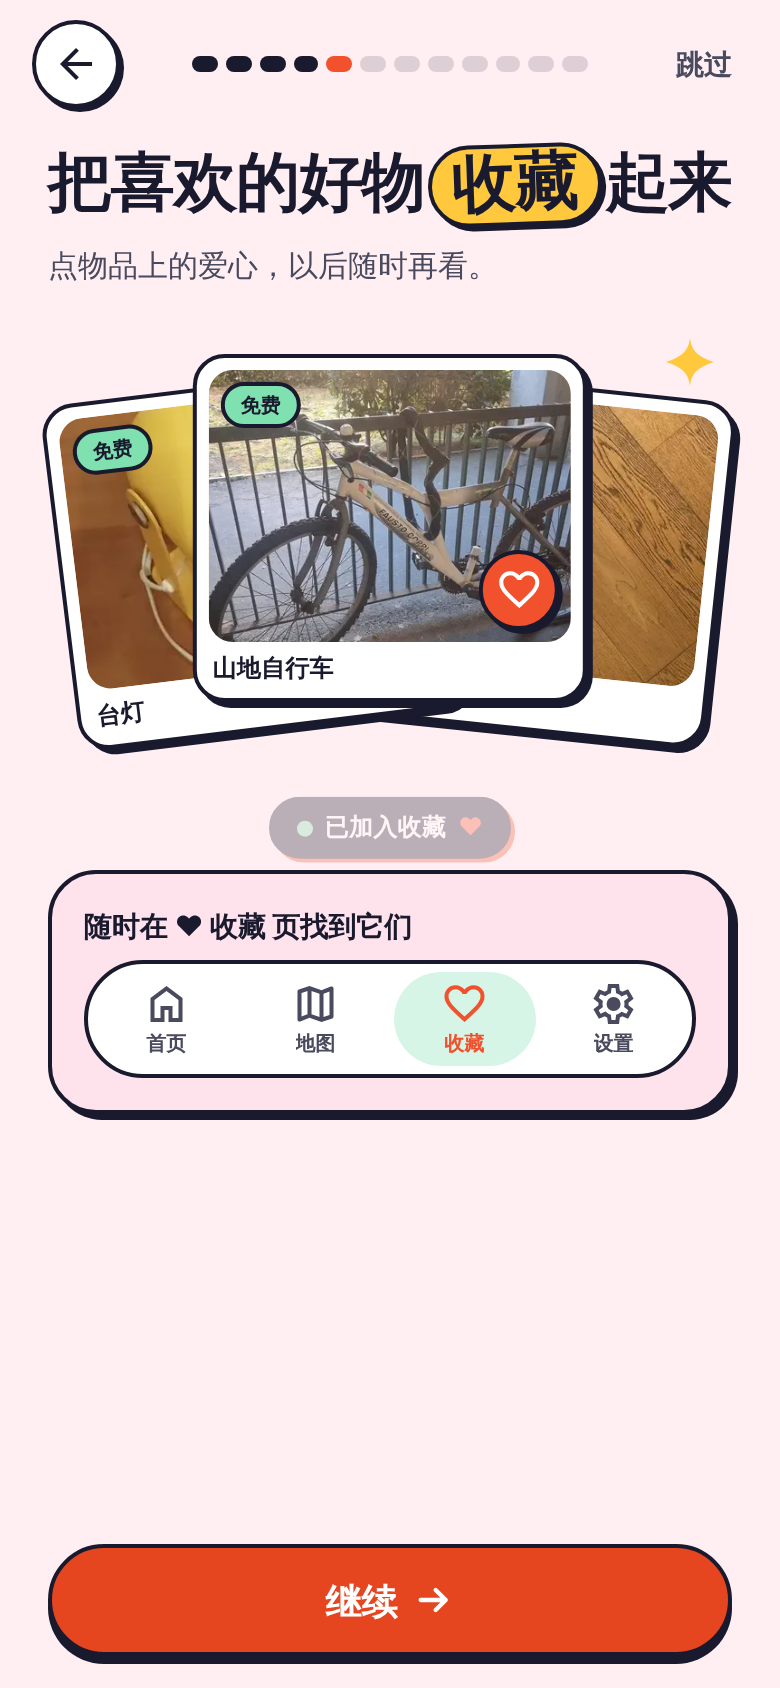 跳过
把喜欢的好物收藏起来
点物品上的爱心，以后随时再看。
免费
免费
FAUSTO COPPI
山地自行车
台灯
已加入收藏
随时在 ♥ 收藏 页找到它们
首页
地图
收藏
设置
继续 →